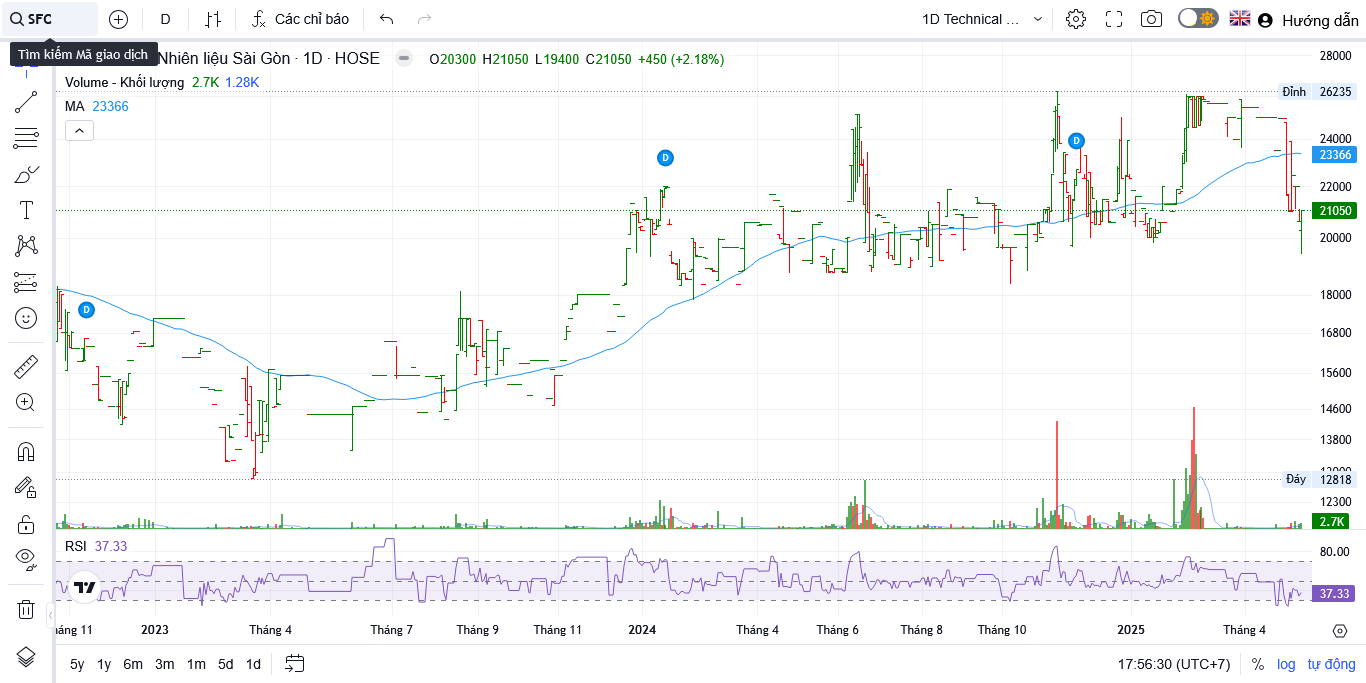 SFC
D
Các chỉ báo
1D Technical ...
Hướng dẫn
Tìm kiếm Mã giao dịch
Nhiên liệu Sài Gòn · 1D · HOSE
O20300 H21050 L19400 C21050 +450 (+2.18%)
Volume - Khối lượng 2.7K 1.28K
MA 23366
28000
Đỉnh 26235
24000
23366
22000
21050
20000
18000
16800
15600
14600
13800
Đáy 12818
12300
2.7K
D
D
D
RSI 37.33
80.00
37.33
háng 11 2023 Tháng 4 Tháng 7 Tháng 9 Tháng 11 2024 Tháng 4 Tháng 6 Tháng 8 Tháng 10 2025 Tháng 4
5y 1y 6m 3m 1m 5d 1d
17:56:30 (UTC+7) % log tự động